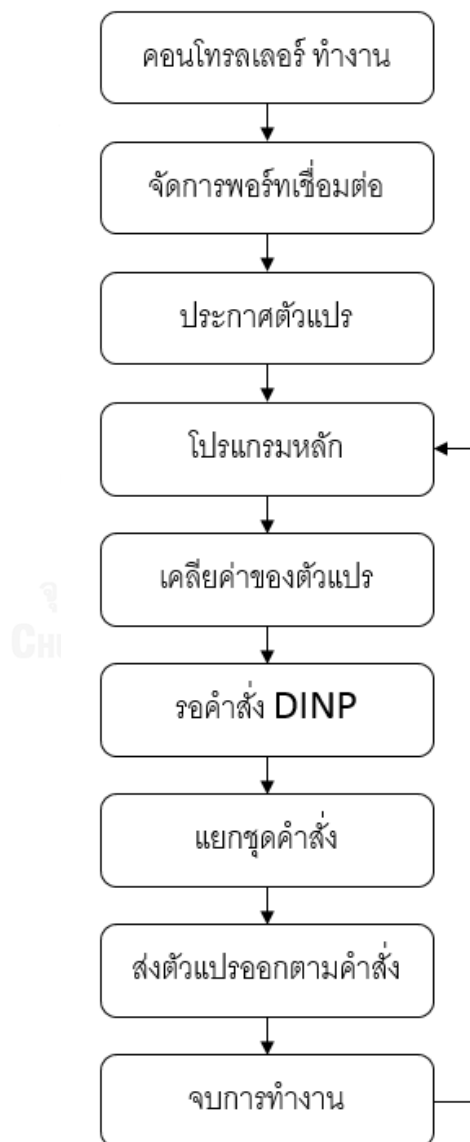 คอนโทรลเลอร์ ทำงาน
จัดการพอร์ทเชื่อมต่อ
ประกาศตัวแปร
โปรแกรมหลัก
เคลียค่าของตัวแปร
รอคำสั่ง DINP
แยกชุดคำสั่ง
ส่งตัวแปรออกตามคำสั่ง
จบการทำงาน